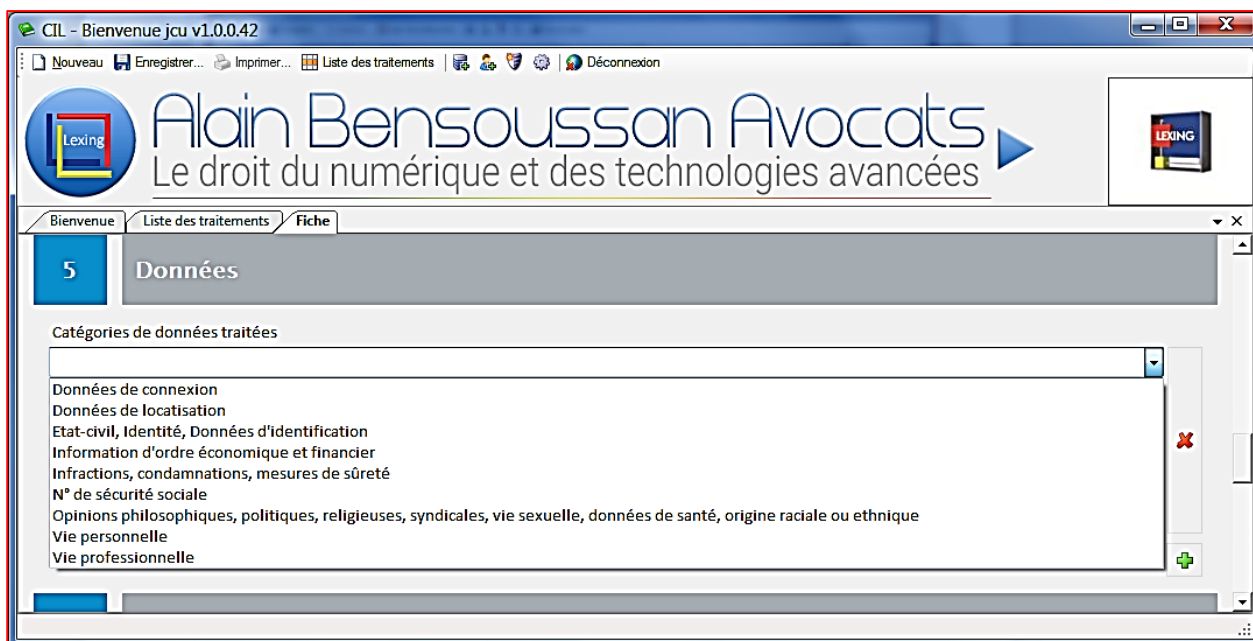 CIL - Bienvenue jcu v1.0.0.42
Nouveau Enregistrer... Imprimer... Liste des traitements Déconnexion
Lexing
Alain Bensoussan Avocats
Le droit du numérique et des technologies avancées
LEXING
Bienvenue Liste des traitements Fiche
5 Données
Catégories de données traitées
Données de connexion
Données de locatisation
Etat-civil, Identité, Données d'identification
Information d'ordre économique et financier
Infractions, condamnations, mesures de sûreté
N° de sécurité sociale
Opinions philosophiques, politiques, religieuses, syndicales, vie sexuelle, données de santé, origine raciale ou ethnique
Vie personnelle
Vie professionnelle